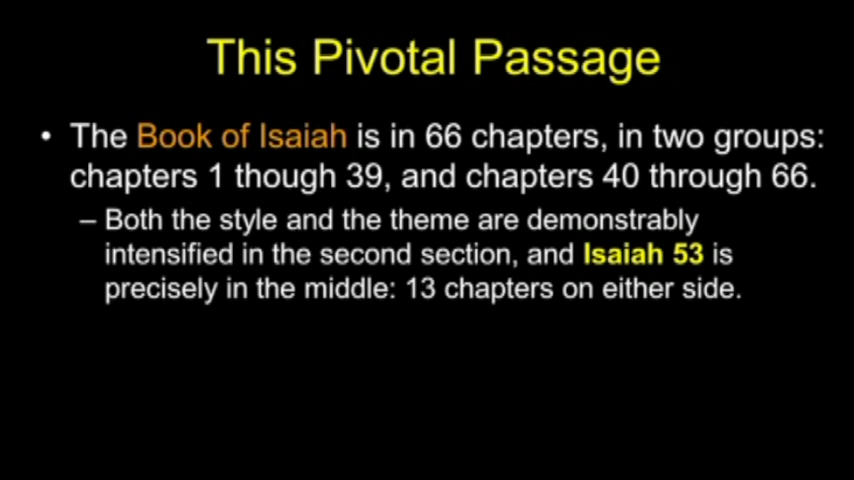 This Pivotal Passage
• The Book of Isaiah is in 66 chapters, in two groups:
chapters 1 though 39, and chapters 40 through 66.
– Both the style and the theme are demonstrably
intensified in the second section, and Isaiah 53 is
precisely in the middle: 13 chapters on either side.